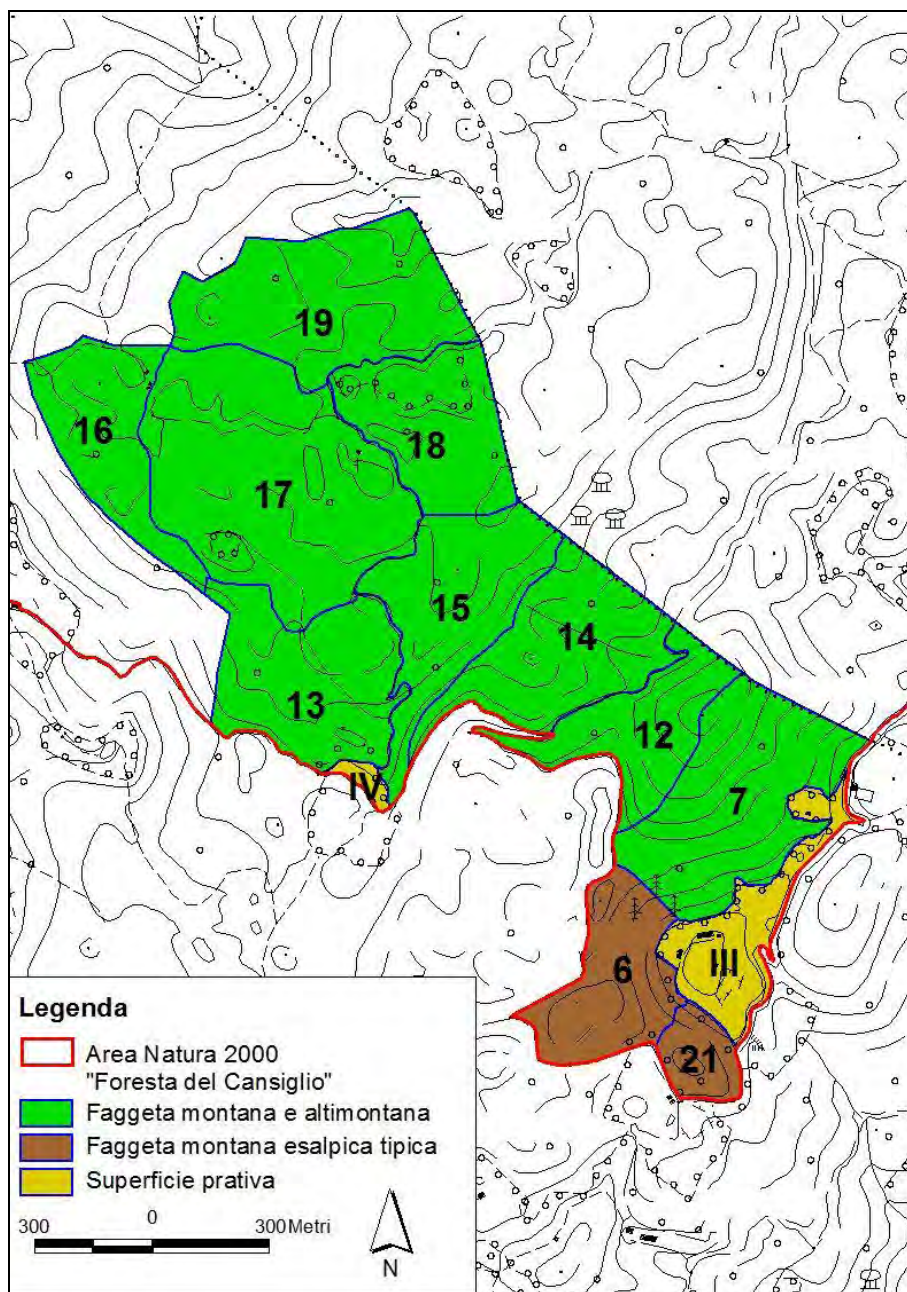 19
16
18
17
15
14
13
12
IV
7
6
III
21
Legenda
Area Natura 2000
"Foresta del Cansiglio"
Faggeta montana e altimontana
Faggeta montana esalpica tipica
Superficie prativa
300 0 300 Metri
N